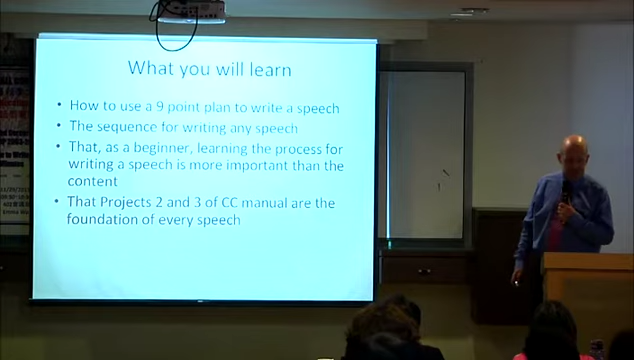 What you will learn
• How to use a 9 point plan to write a speech
• The sequence for writing any speech
• That, as a beginner, learning the process for
writing a speech is more important than the
content
• That Projects 2 and 3 of CC manual are the
foundation of every speech